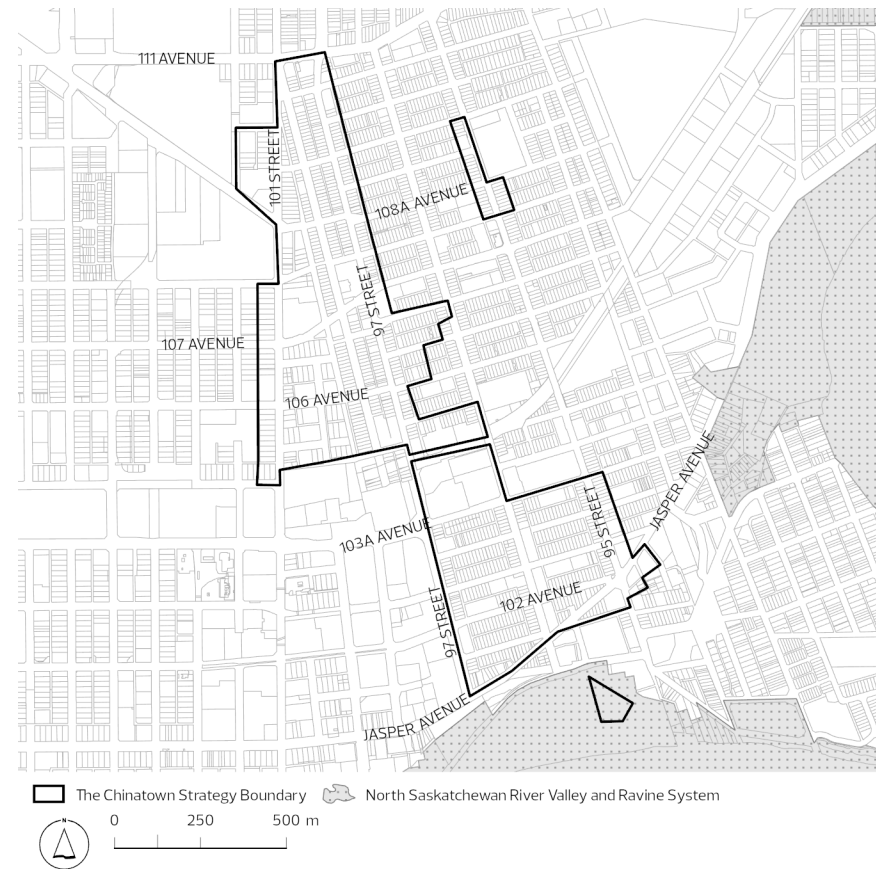 111 AVENUE
101 STREET
108A AVENUE
97 STREET
107 AVENUE
106 AVENUE
JASPER AVENUE
103A AVENUE
95 STREET
102 AVENUE
97 STREET
JASPER AVENUE
The Chinatown Strategy Boundary North Saskatchewan River Valley and Ravine System
N
0 250 500 m